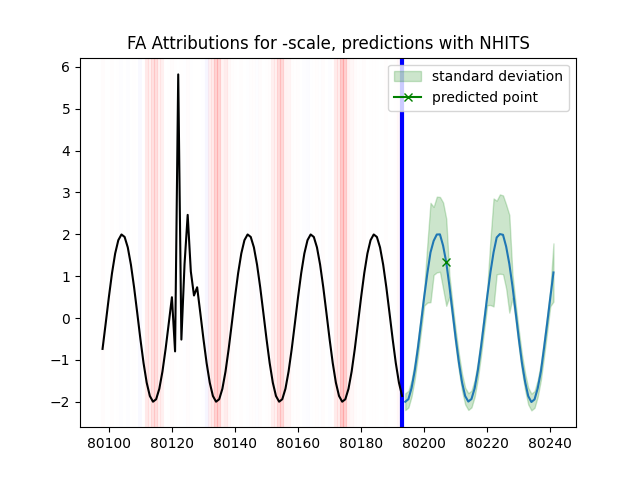 FA Attributions for -scale, predictions with NHITS
standard deviation
predicted point
6
5
4
3
2
1
0
−1
−2
80100 80120 80140 80160 80180 80200 80220 80240